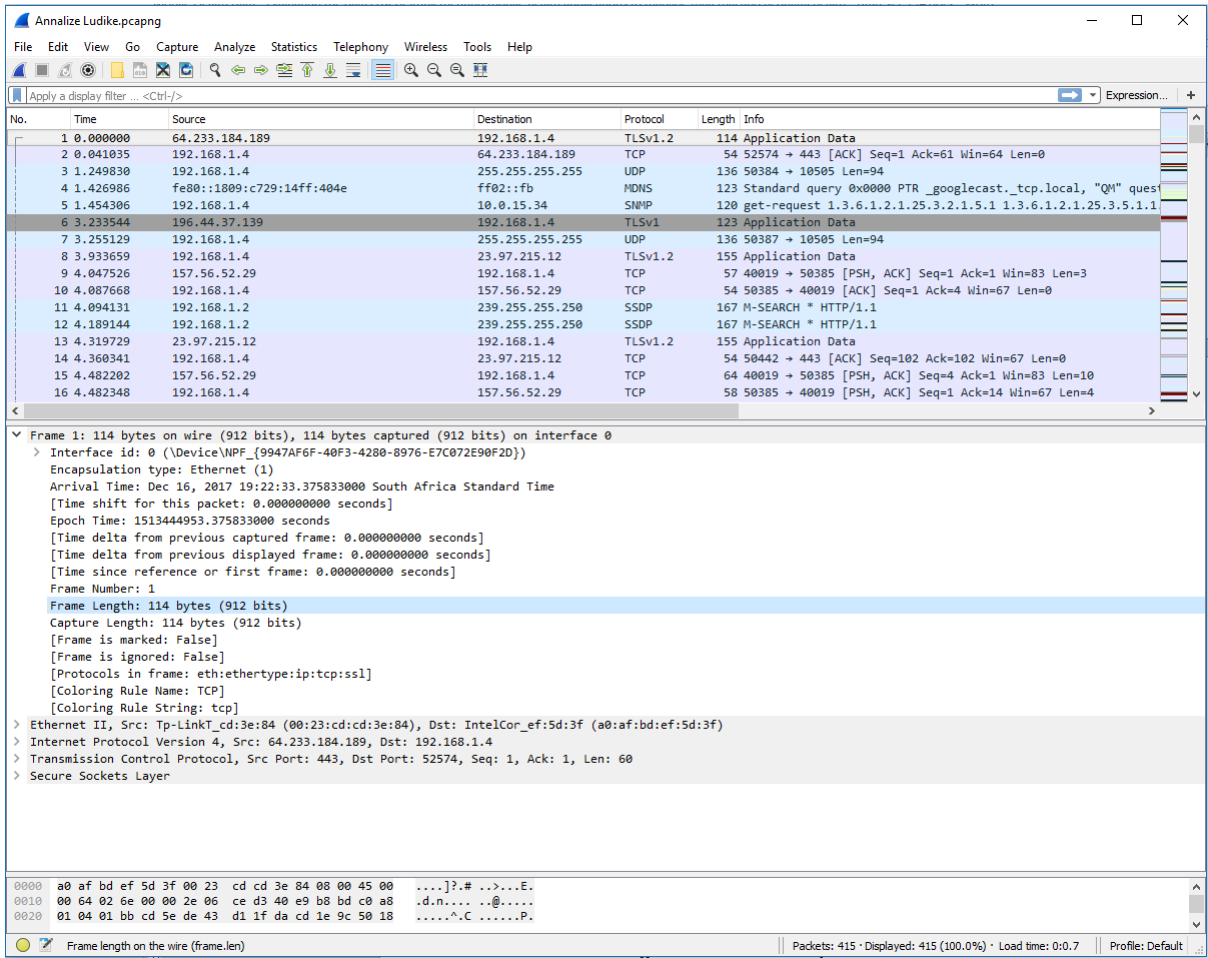 Annalize Ludike.pcapng
File Edit View Go Capture Analyze Statistics Telephony Wireless Tools Help
Apply a display filter ... <Ctrl-/> Expression... +
No. Time Source Destination Protocol Length Info
1 0.000000 64.233.184.189 192.168.1.4 TLSv1.2 114 Application Data
2 0.041035 192.168.1.4 64.233.184.189 TCP 54 52574 → 443 [ACK] Seq=1 Ack=61 Win=64 Len=0
3 1.249830 192.168.1.4 255.255.255.255 UDP 136 50384 → 10505 Len=94
4 1.426986 fe80::1809:c729:14ff:404e ff02::fb MDNS 123 Standard query 0x0000 PTR _googlecast._tcp.local, "QM" quest
5 1.454306 192.168.1.4 10.0.15.34 SNMP 120 get-request 1.3.6.1.2.1.25.3.2.1.5.1 1.3.6.1.2.1.25.3.5.1.1.
6 3.233544 196.44.37.139 192.168.1.4 TLSv1 123 Application Data
7 3.255129 192.168.1.4 255.255.255.255 UDP 136 50387 → 10505 Len=94
8 3.933659 192.168.1.4 23.97.215.12 TLSv1.2 155 Application Data
9 4.047526 157.56.52.29 192.168.1.4 TCP 57 40019 → 50385 [PSH, ACK] Seq=1 Ack=1 Win=83 Len=3
10 4.087668 192.168.1.4 157.56.52.29 TCP 54 50385 → 40019 [ACK] Seq=1 Ack=4 Win=67 Len=0
11 4.094131 192.168.1.2 239.255.255.250 SSDP 167 M-SEARCH * HTTP/1.1
12 4.189144 192.168.1.2 239.255.255.250 SSDP 167 M-SEARCH * HTTP/1.1
13 4.319729 23.97.215.12 192.168.1.4 TLSv1.2 155 Application Data
14 4.360341 192.168.1.4 23.97.215.12 TCP 54 50442 → 443 [ACK] Seq=102 Ack=102 Win=67 Len=0
15 4.482202 157.56.52.29 192.168.1.4 TCP 64 40019 → 50385 [PSH, ACK] Seq=4 Ack=1 Win=83 Len=10
16 4.482348 192.168.1.4 157.56.52.29 TCP 58 50385 → 40019 [PSH, ACK] Seq=1 Ack=14 Win=67 Len=4
Frame 1: 114 bytes on wire (912 bits), 114 bytes captured (912 bits) on interface 0
Interface id: 0 (\Device\NPF_{9947AF6F-40F3-4280-8976-E7C072E90F2D})
Encapsulation type: Ethernet (1)
Arrival Time: Dec 16, 2017 19:22:33.375833000 South Africa Standard Time
[Time shift for this packet: 0.000000000 seconds]
Epoch Time: 1513444953.375833000 seconds
[Time delta from previous captured frame: 0.000000000 seconds]
[Time delta from previous displayed frame: 0.000000000 seconds]
[Time since reference or first frame: 0.000000000 seconds]
Frame Number: 1
Frame Length: 114 bytes (912 bits)
Capture Length: 114 bytes (912 bits)
[Frame is marked: False]
[Frame is ignored: False]
[Protocols in frame: eth:ethertype:ip:tcp:ssl]
[Coloring Rule Name: TCP]
[Coloring Rule String: tcp]
Ethernet II, Src: Tp-LinkT_cd:3e:84 (00:23:cd:cd:3e:84), Dst: IntelCor_ef:5d:3f (a0:af:bd:ef:5d:3f)
Internet Protocol Version 4, Src: 64.233.184.189, Dst: 192.168.1.4
Transmission Control Protocol, Src Port: 443, Dst Port: 52574, Seq: 1, Ack: 1, Len: 60
Secure Sockets Layer
0000 a0 af bd ef 5d 3f 00 23 cd cd 3e 84 08 00 45 00 ....]?.# ..>...E.
0010 00 64 02 6e 00 00 2e 06 ce d3 40 e9 b8 bd c0 a8 .d.n.... ..@.....
0020 01 04 01 bb cd 5e de 43 d1 1f da cd 1e 9c 50 18 .....^.C ......P.
Frame length on the wire (frame.len) Packets: 415 · Displayed: 415 (100.0%) · Load time: 0:0.7 Profile: Default